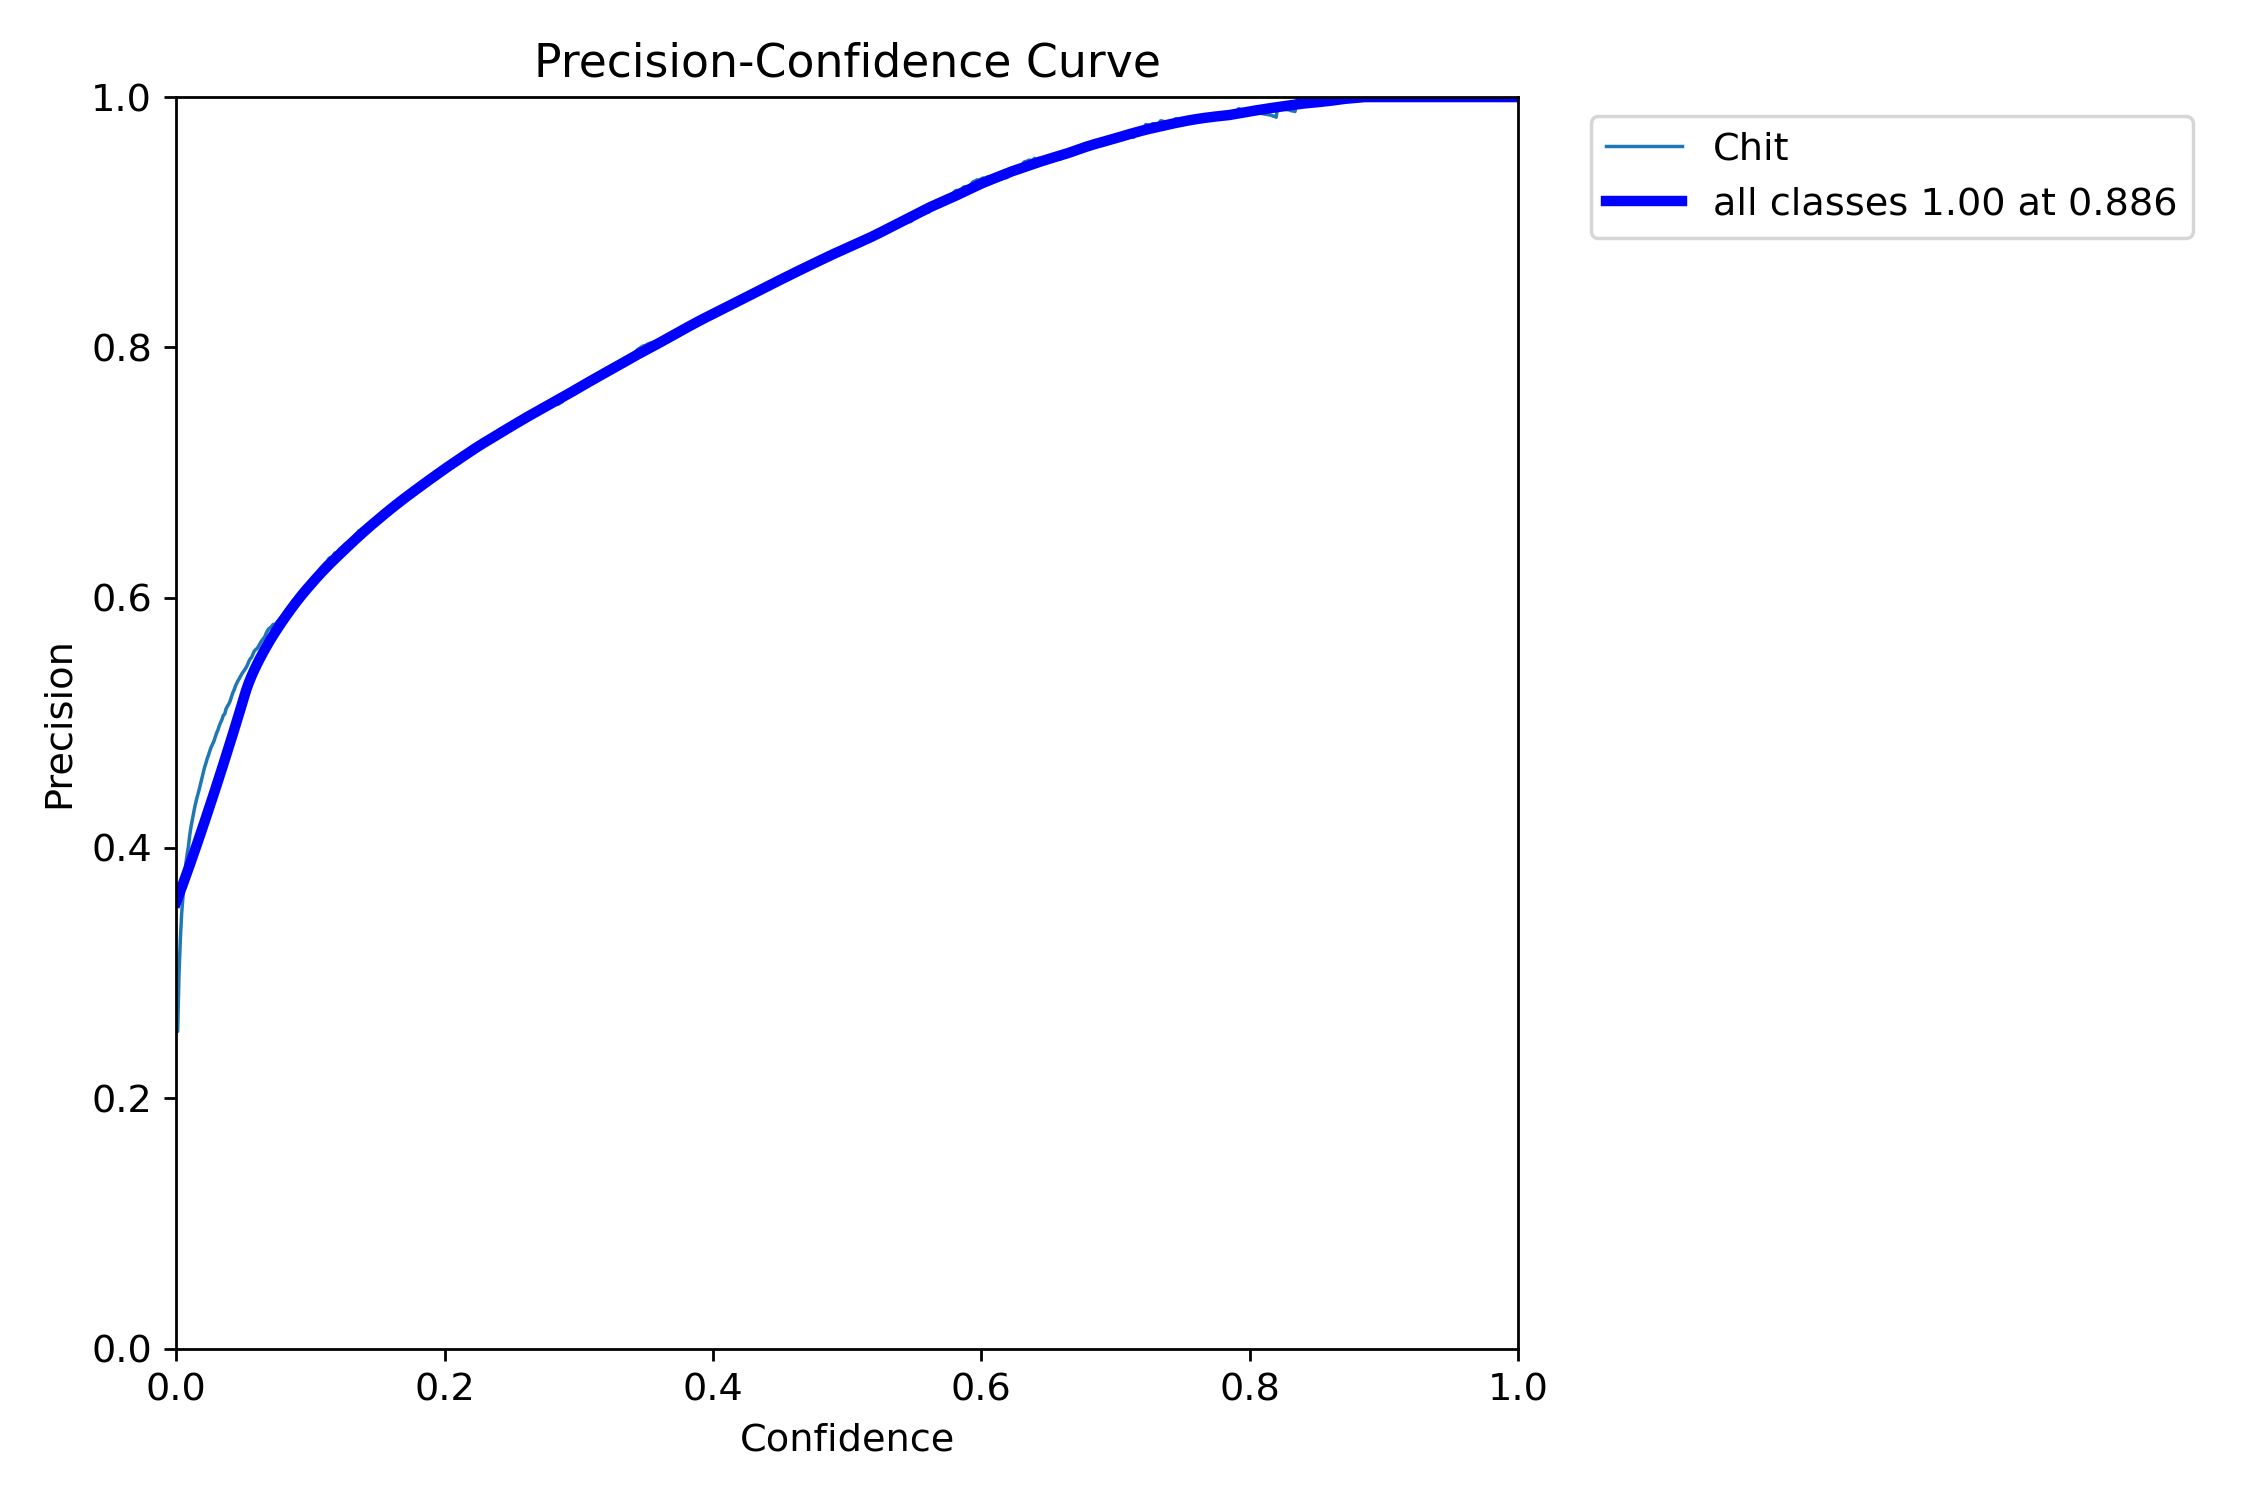 Precision-Confidence Curve
1.0
0.8
0.6
0.4
0.2
0.0
Precision
0.0 0.2 0.4 0.6 0.8 1.0
Confidence
Chit
all classes 1.00 at 0.886